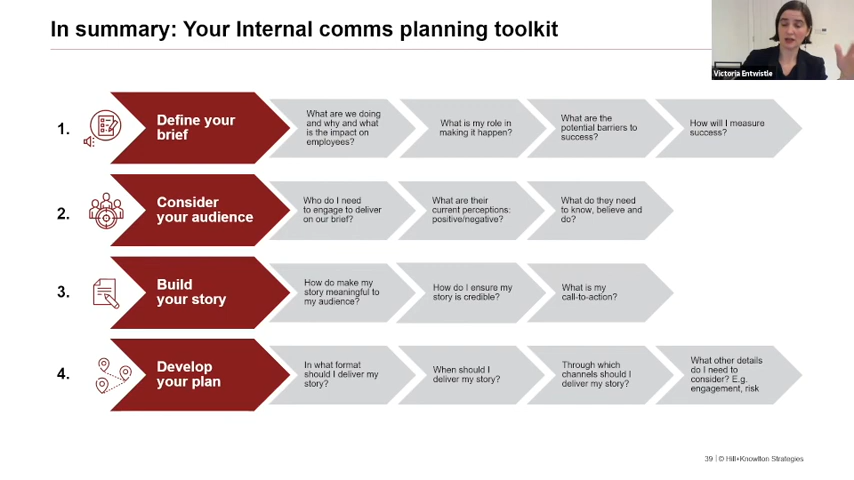 In summary: Your Internal comms planning toolkit
Victoria Entwistle
1.
Define your
brief
What are we doing
and why and what
is the impact on
employees?
What is my role in
making it happen?
What are the
potential barriers to
success?
How will I measure
success?
2.
Consider
your audience
Who do I need
to engage to deliver
on our brief?
What are their
current perceptions:
positive/negative?
What do they need
to know, believe and
do?
3.
Build
your story
How do make my
story meaningful to
my audience?
How do I ensure my
story is credible?
What is my
call-to-action?
4.
Develop
your plan
In what format
should I deliver my
story?
When should I
deliver my story?
Through which
channels should I
deliver my story?
What other details
do I need to
consider? E.g.
engagement, risk
39 | © Hill+Knowlton Strategies